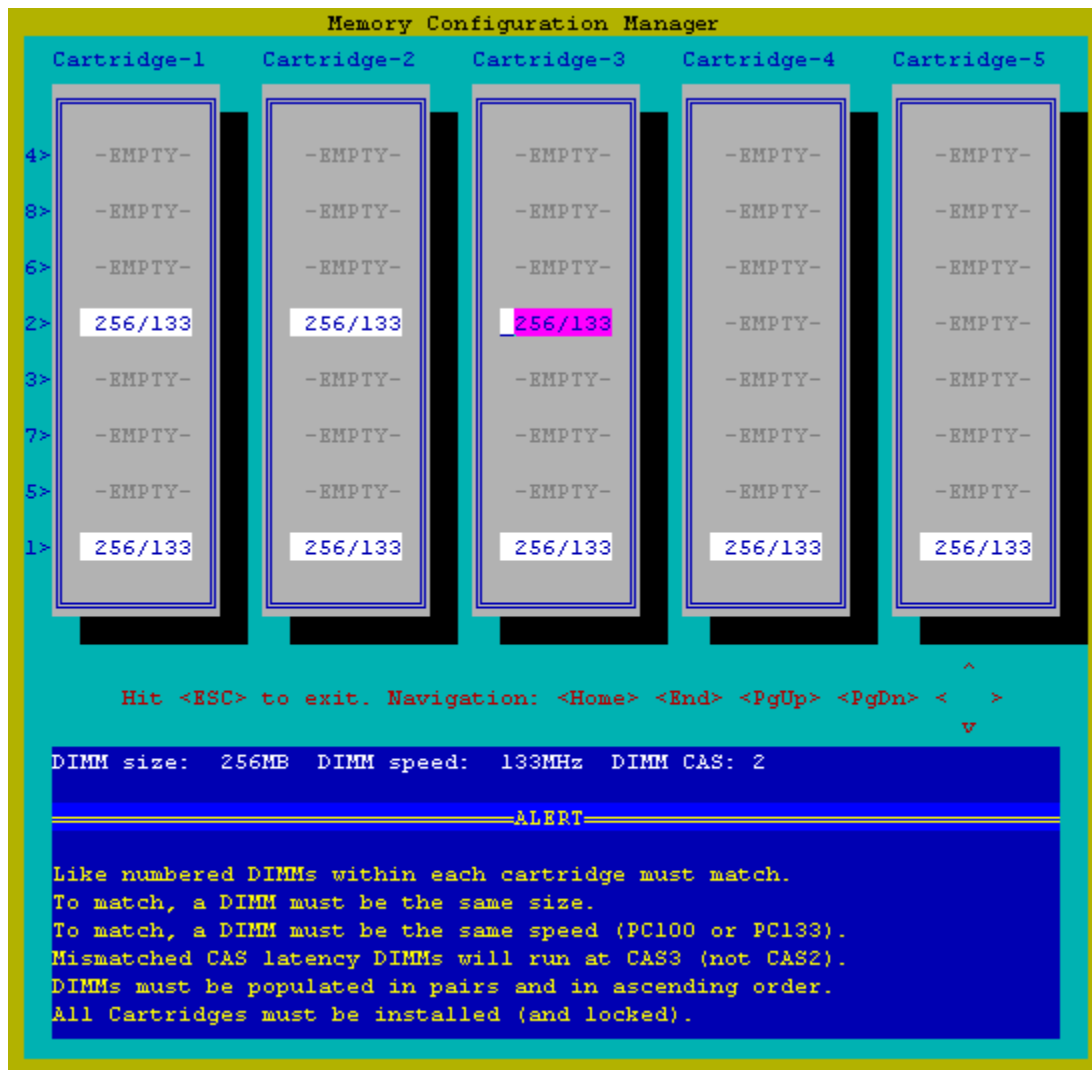 Memory Configuration Manager
Cartridge-1 Cartridge-2 Cartridge-3 Cartridge-4 Cartridge-5
4> -EMPTY- -EMPTY- -EMPTY- -EMPTY- -EMPTY-
8> -EMPTY- -EMPTY- -EMPTY- -EMPTY- -EMPTY-
6> -EMPTY- -EMPTY- -EMPTY- -EMPTY- -EMPTY-
2> 256/133 256/133 _256/133 -EMPTY- -EMPTY-
3> -EMPTY- -EMPTY- -EMPTY- -EMPTY- -EMPTY-
7> -EMPTY- -EMPTY- -EMPTY- -EMPTY- -EMPTY-
5> -EMPTY- -EMPTY- -EMPTY- -EMPTY- -EMPTY-
1> 256/133 256/133 256/133 256/133 256/133
^
Hit <ESC> to exit. Navigation: <Home> <End> <PgUp> <PgDn> < >
v
DIMM size: 256MB DIMM speed: 133MHz DIMM CAS: 2
ALERT
Like numbered DIMMs within each cartridge must match.
To match, a DIMM must be the same size.
To match, a DIMM must be the same speed (PC100 or PC133).
Mismatched CAS latency DIMMs will run at CAS3 (not CAS2).
DIMMs must be populated in pairs and in ascending order.
All Cartridges must be installed (and locked).